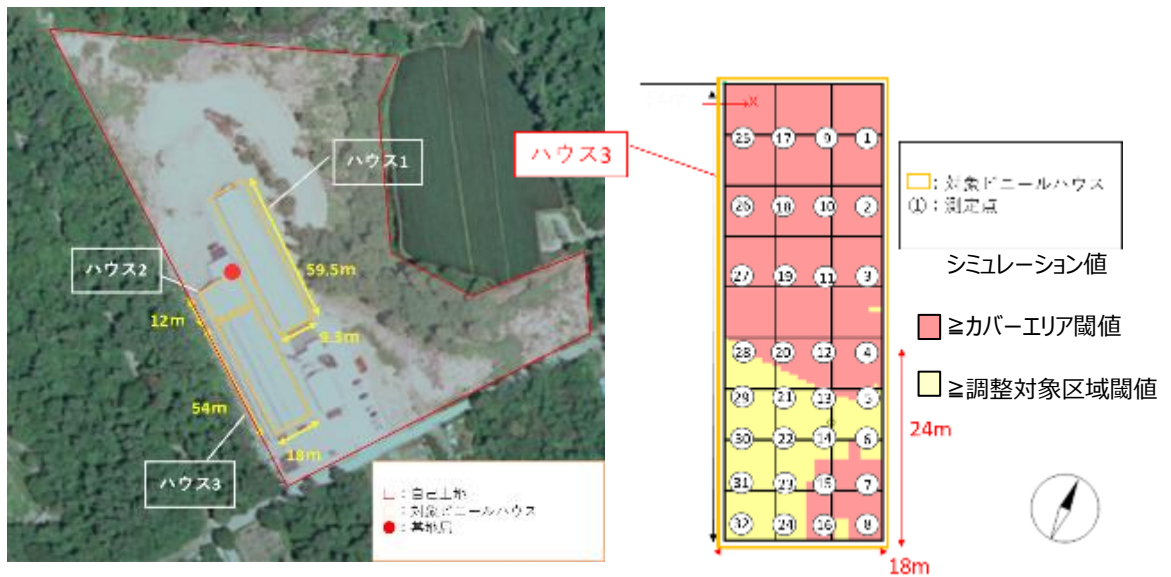 ハウス1
ハウス2
59.5m
12m
9.5m
54m
18m
ハウス3
□：自己土地
：対象ビニールハウス
●：基地局
X
ハウス3
25 17 9 1
26 18 10 2
27 19 11 3
28 20 12 4
29 21 13 5
30 22 14 6
31 23 15 7
32 24 16 8
24m
18m
□：対象ビニールハウス
①：測定点
シミュレーション値
≧カバーエリア閾値
≧調整対象区域閾値